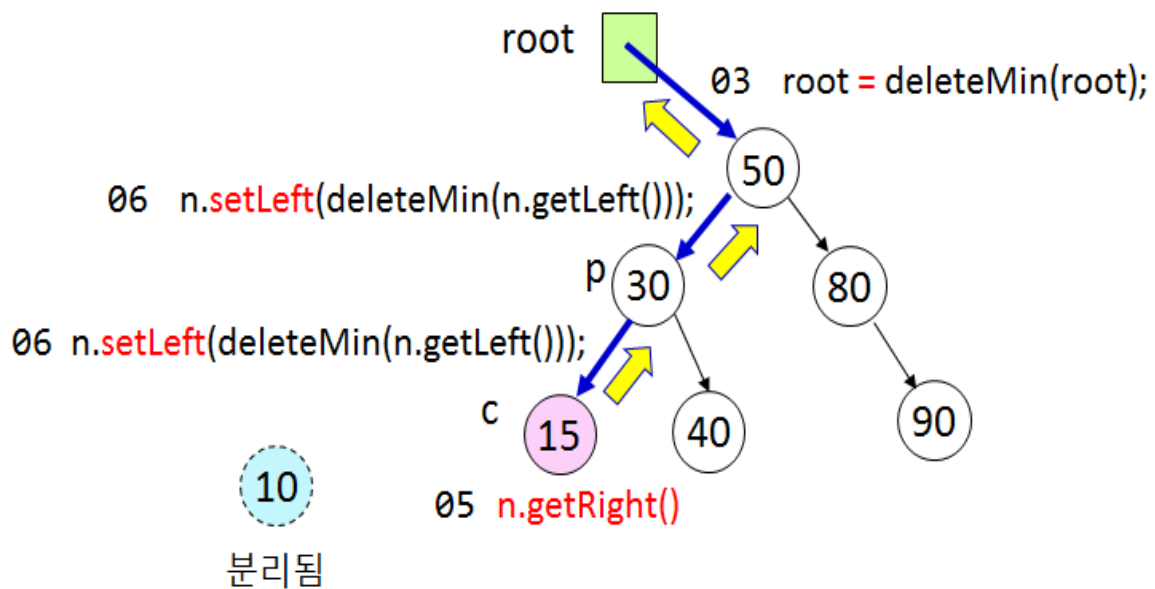 root
03 root = deleteMin(root);
50
06 n.setLeft(deleteMin(n.getLeft()));
p
30
80
06 n.setLeft(deleteMin(n.getLeft()));
c
15
40
90
10
05 n.getRight()
분리됨